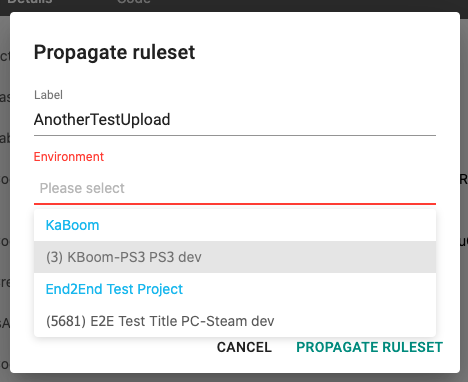 Details
Code
Propagate ruleset
Label
AnotherTestUpload
Environment
Please select
KaBoom
(3) KBoom-PS3 PS3 dev
End2End Test Project
(5681) E2E Test Title PC-Steam dev
CANCEL
PROPAGATE RULESET